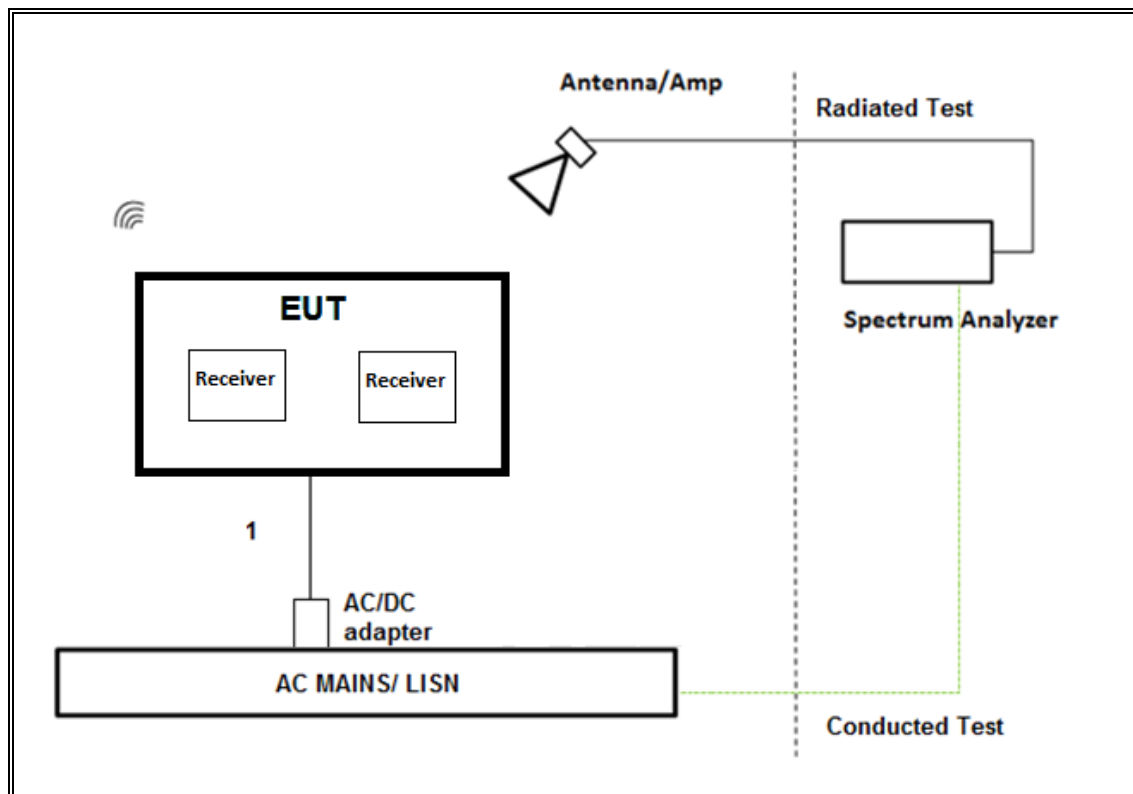 Antenna/Amp
Radiated Test
EUT
Receiver
Receiver
Spectrum Analyzer
1
AC/DC
adapter
AC MAINS/ LISN
Conducted Test